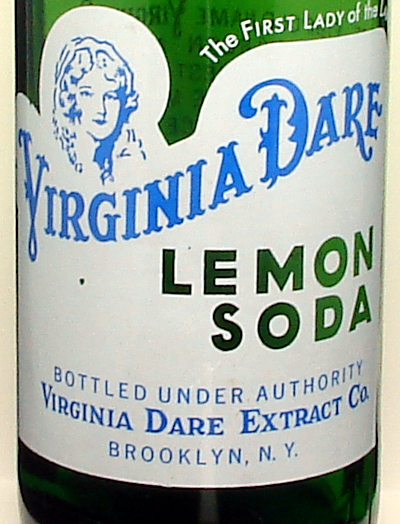 The FIRST LADY of the
VIRGINIA DARE
LEMON
SODA
BOTTLED UNDER AUTHORITY
VIRGINIA DARE EXTRACT Co.
BROOKLYN, N.Y.